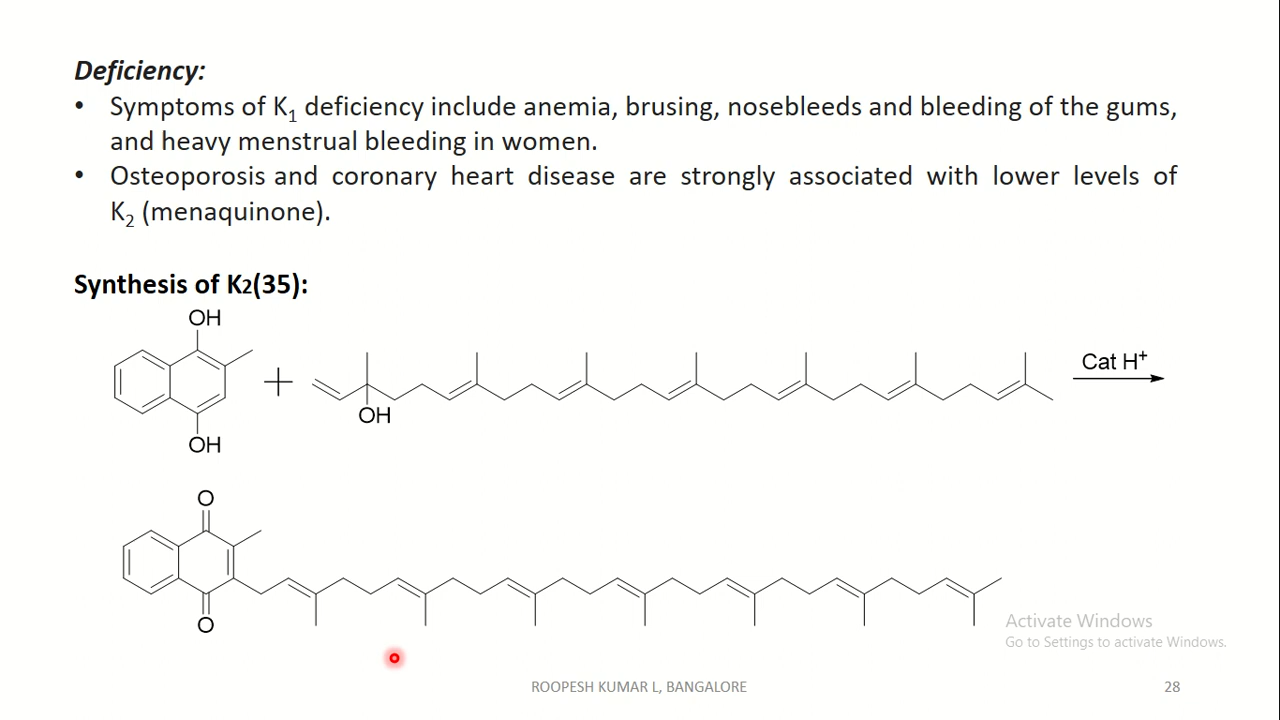 Deficiency:
• Symptoms of K₁ deficiency include anemia, brusing, nosebleeds and bleeding of the gums,
and heavy menstrual bleeding in women.
• Osteoporosis and coronary heart disease are strongly associated with lower levels of
K₂ (menaquinone).
Synthesis of K2(35):
OH
Cat H⁺
OH
OH
O
O
Activate Windows
Go to Settings to activate Windows.
ROOPESH KUMAR L, BANGALORE
28